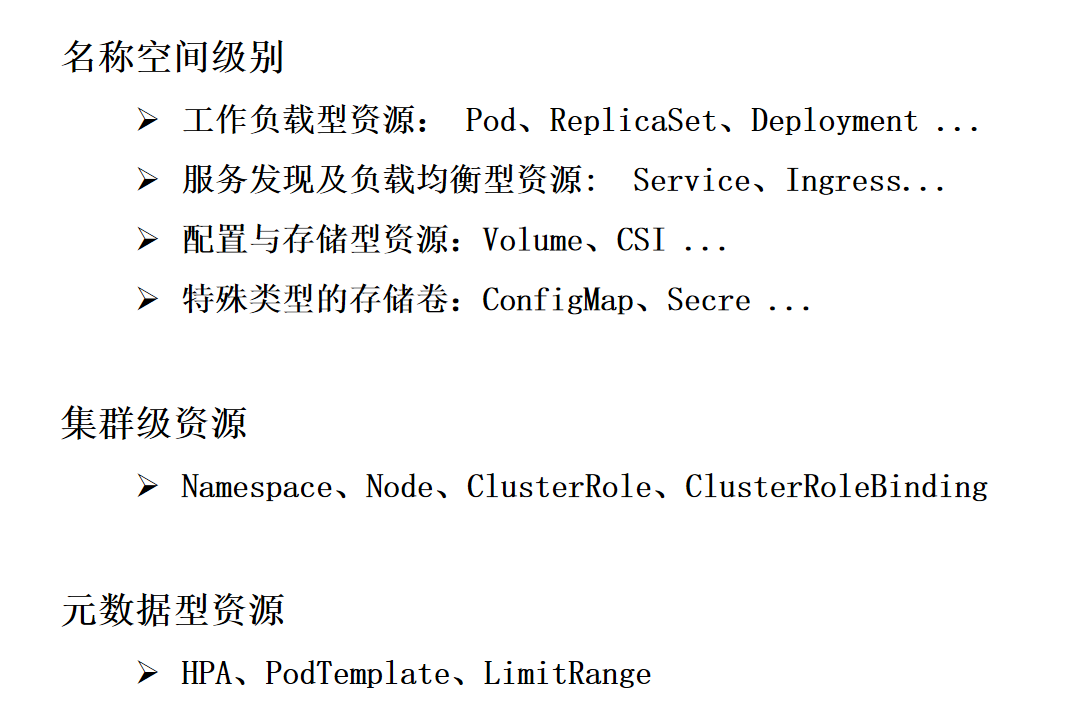 名称空间级别
➢ 工作负载型资源： Pod、ReplicaSet、Deployment ...
➢ 服务发现及负载均衡型资源： Service、Ingress...
➢ 配置与存储型资源：Volume、CSI ...
➢ 特殊类型的存储卷：ConfigMap、Secre ...
集群级资源
➢ Namespace、Node、ClusterRole、ClusterRoleBinding
元数据型资源
➢ HPA、PodTemplate、LimitRange